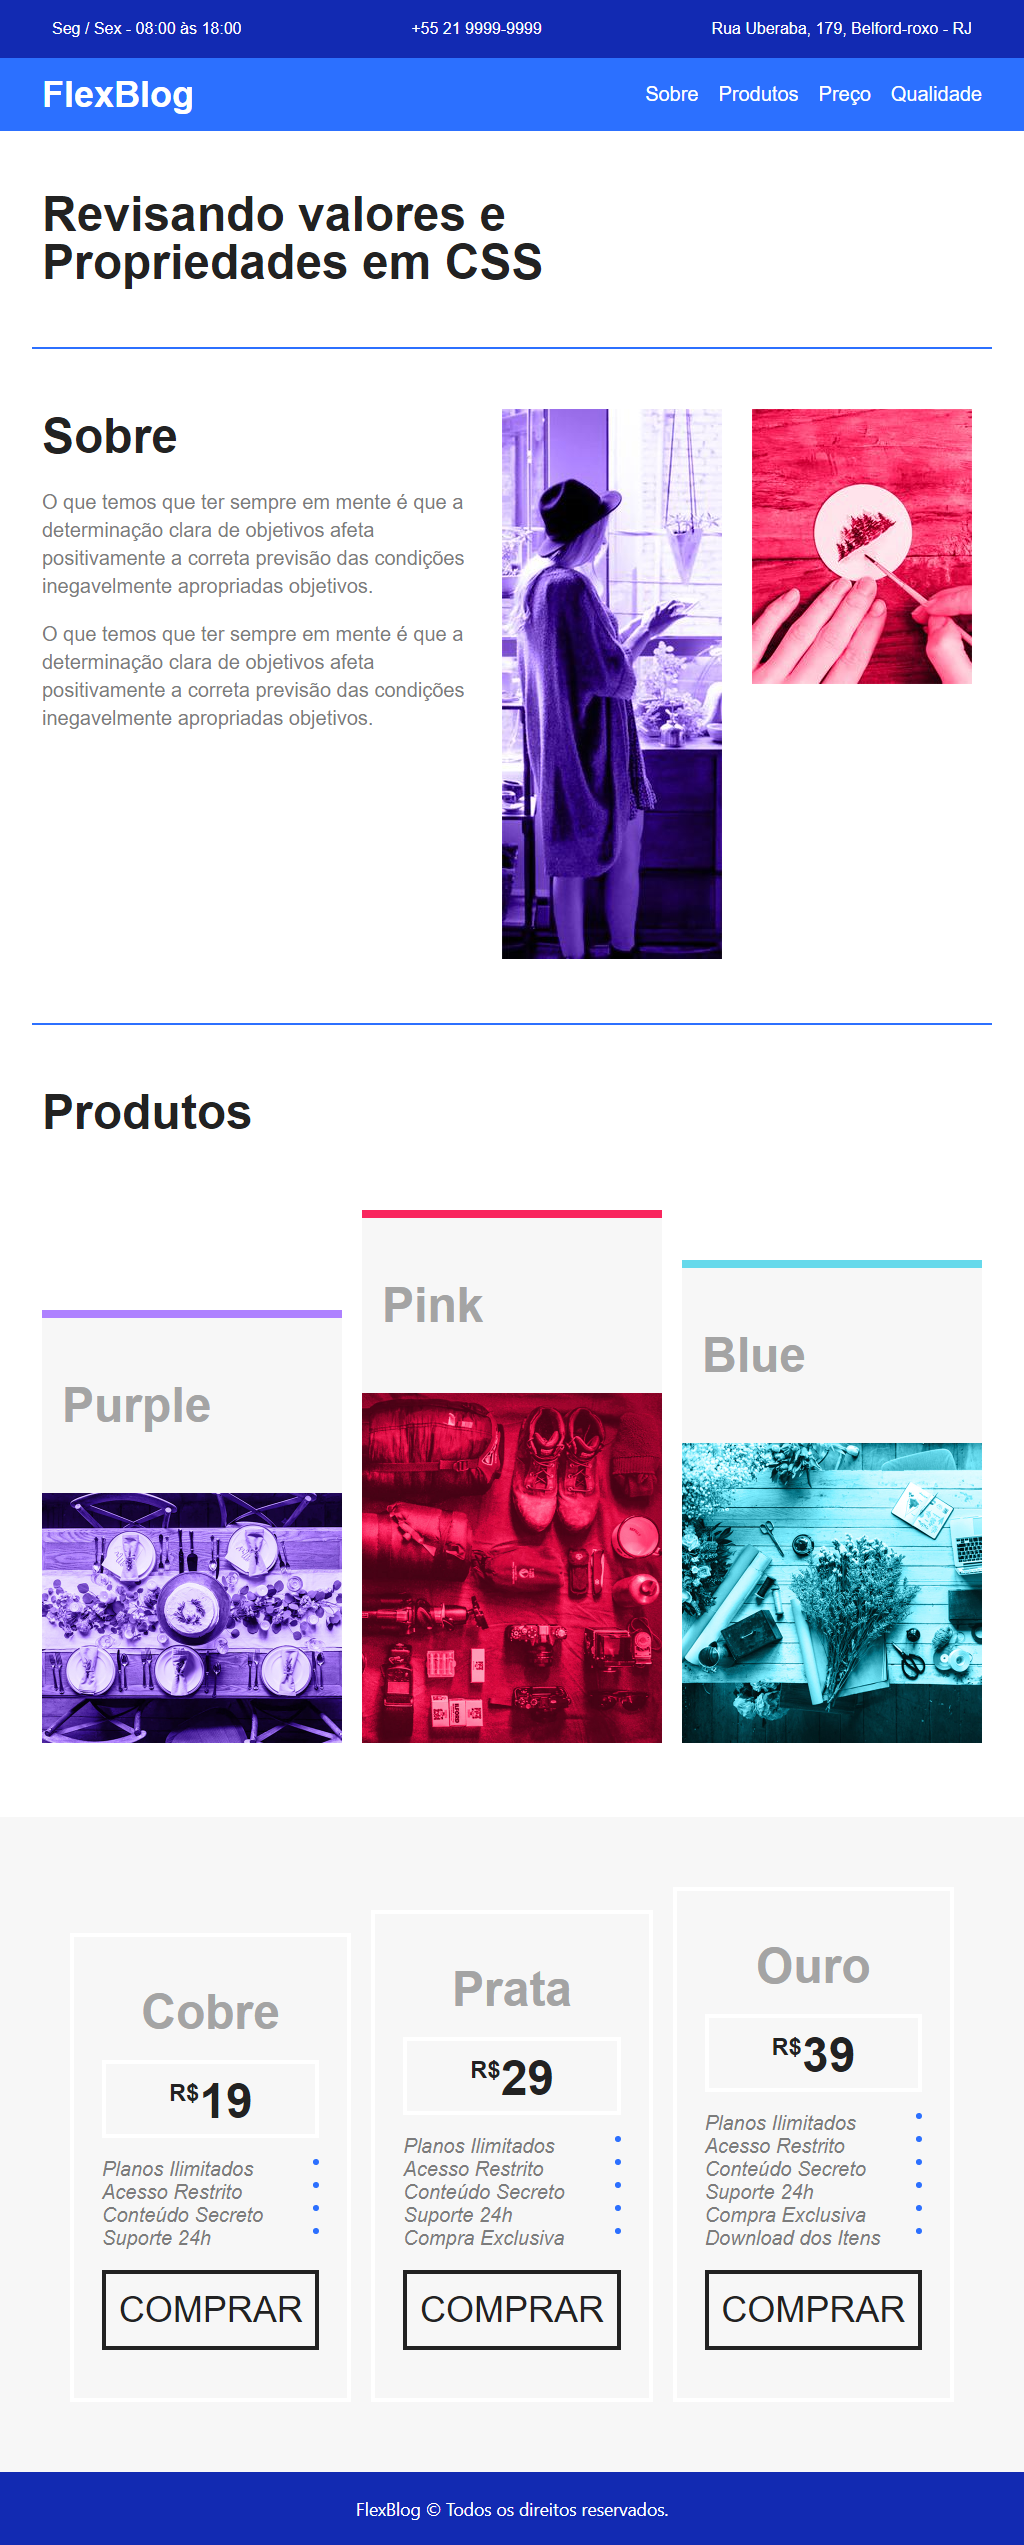 Seg / Sex - 08:00 às 18:00
+55 21 9999-9999
Rua Uberaba, 179, Belford-roxo - RJ
FlexBlog
Sobre
Produtos
Preço
Qualidade
Revisando valores e
Propriedades em CSS
Sobre
O que temos que ter sempre em mente é que a
determinação clara de objetivos afeta
positivamente a correta previsão das condições
inegavelmente apropriadas objetivos.
O que temos que ter sempre em mente é que a
determinação clara de objetivos afeta
positivamente a correta previsão das condições
inegavelmente apropriadas objetivos.
Produtos
Purple
Pink
Blue
Cobre
R$19
Planos Ilimitados
Acesso Restrito
Conteúdo Secreto
Suporte 24h
COMPRAR
Prata
R$29
Planos Ilimitados
Acesso Restrito
Conteúdo Secreto
Suporte 24h
Compra Exclusiva
COMPRAR
Ouro
R$39
Planos Ilimitados
Acesso Restrito
Conteúdo Secreto
Suporte 24h
Compra Exclusiva
Download dos Itens
COMPRAR
FlexBlog © Todos os direitos reservados.